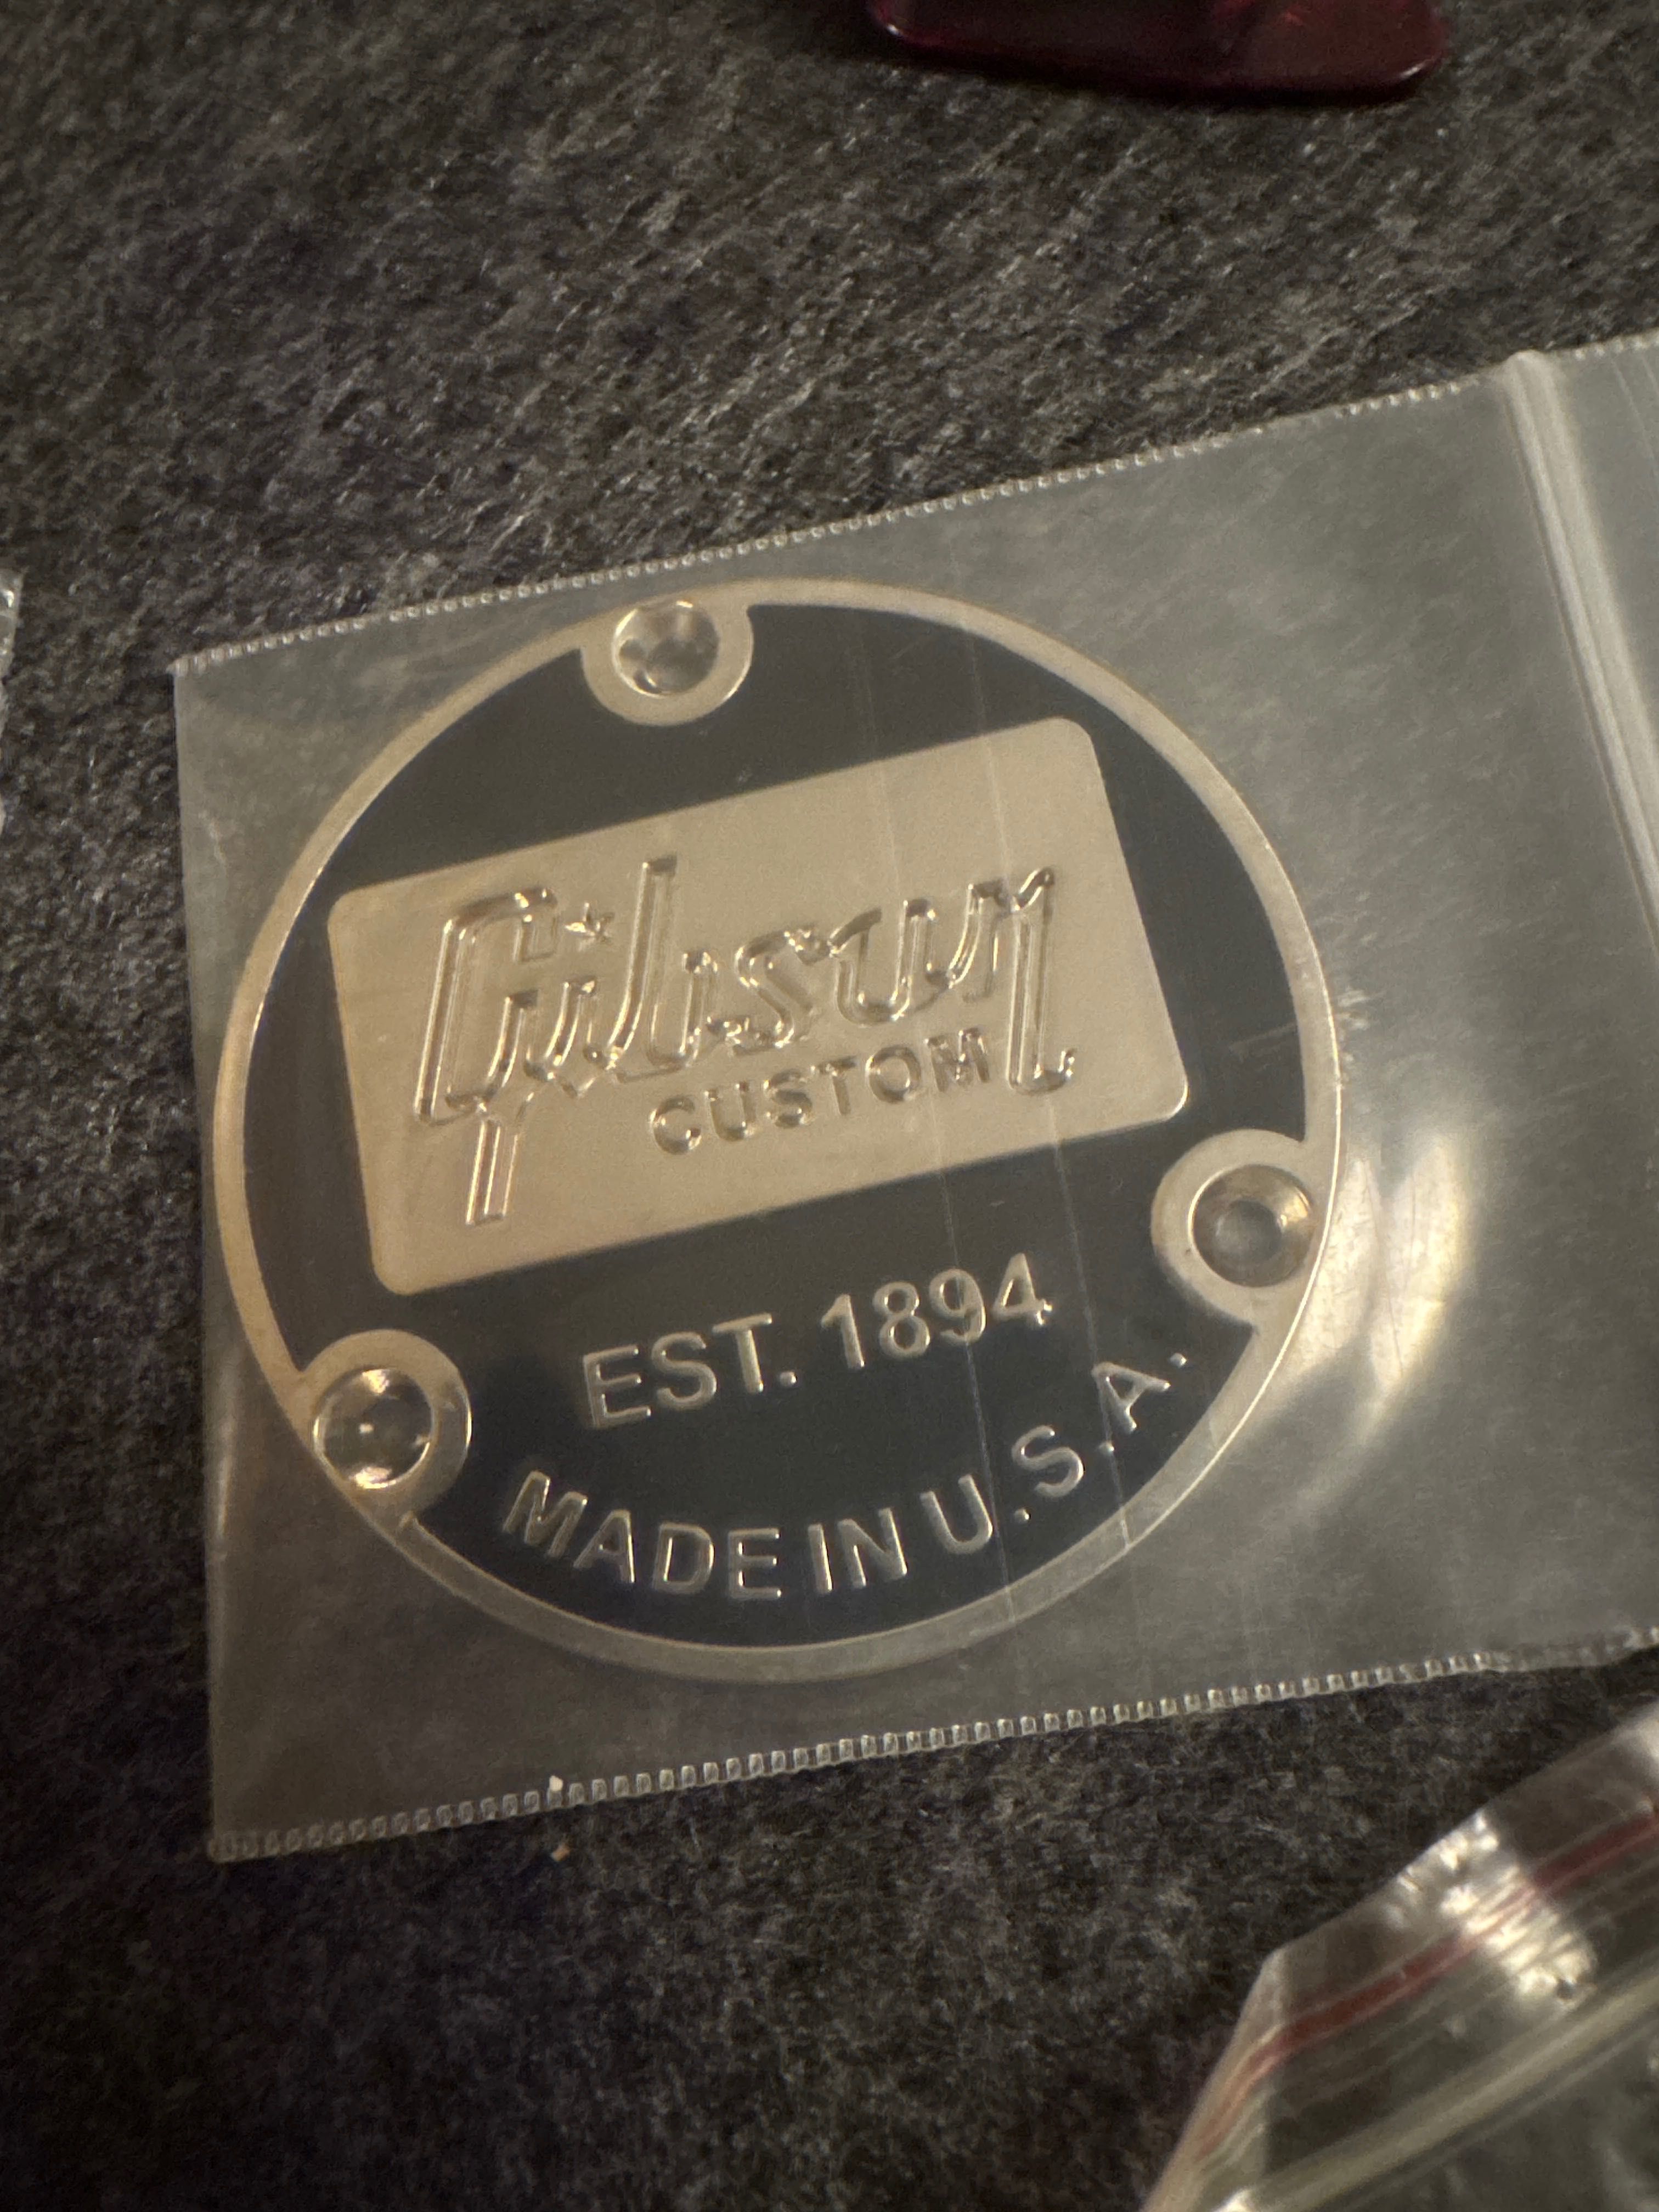 Gibson
CUSTOM
EST. 1894
MADE IN U.S.A.